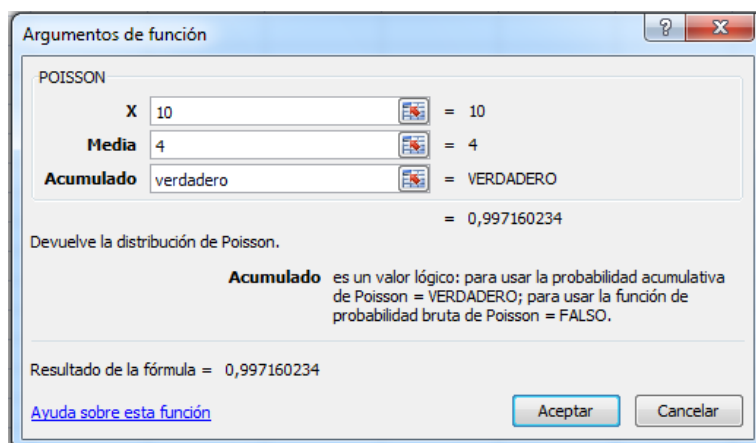 Argumentos de función
POISSON
X 10 = 10
Media 4 = 4
Acumulado verdadero = VERDADERO
= 0,997160234
Devuelve la distribución de Poisson.
Acumulado es un valor lógico: para usar la probabilidad acumulativa
de Poisson = VERDADERO; para usar la función de
probabilidad bruta de Poisson = FALSO.
Resultado de la fórmula = 0,997160234
Ayuda sobre esta función Aceptar Cancelar